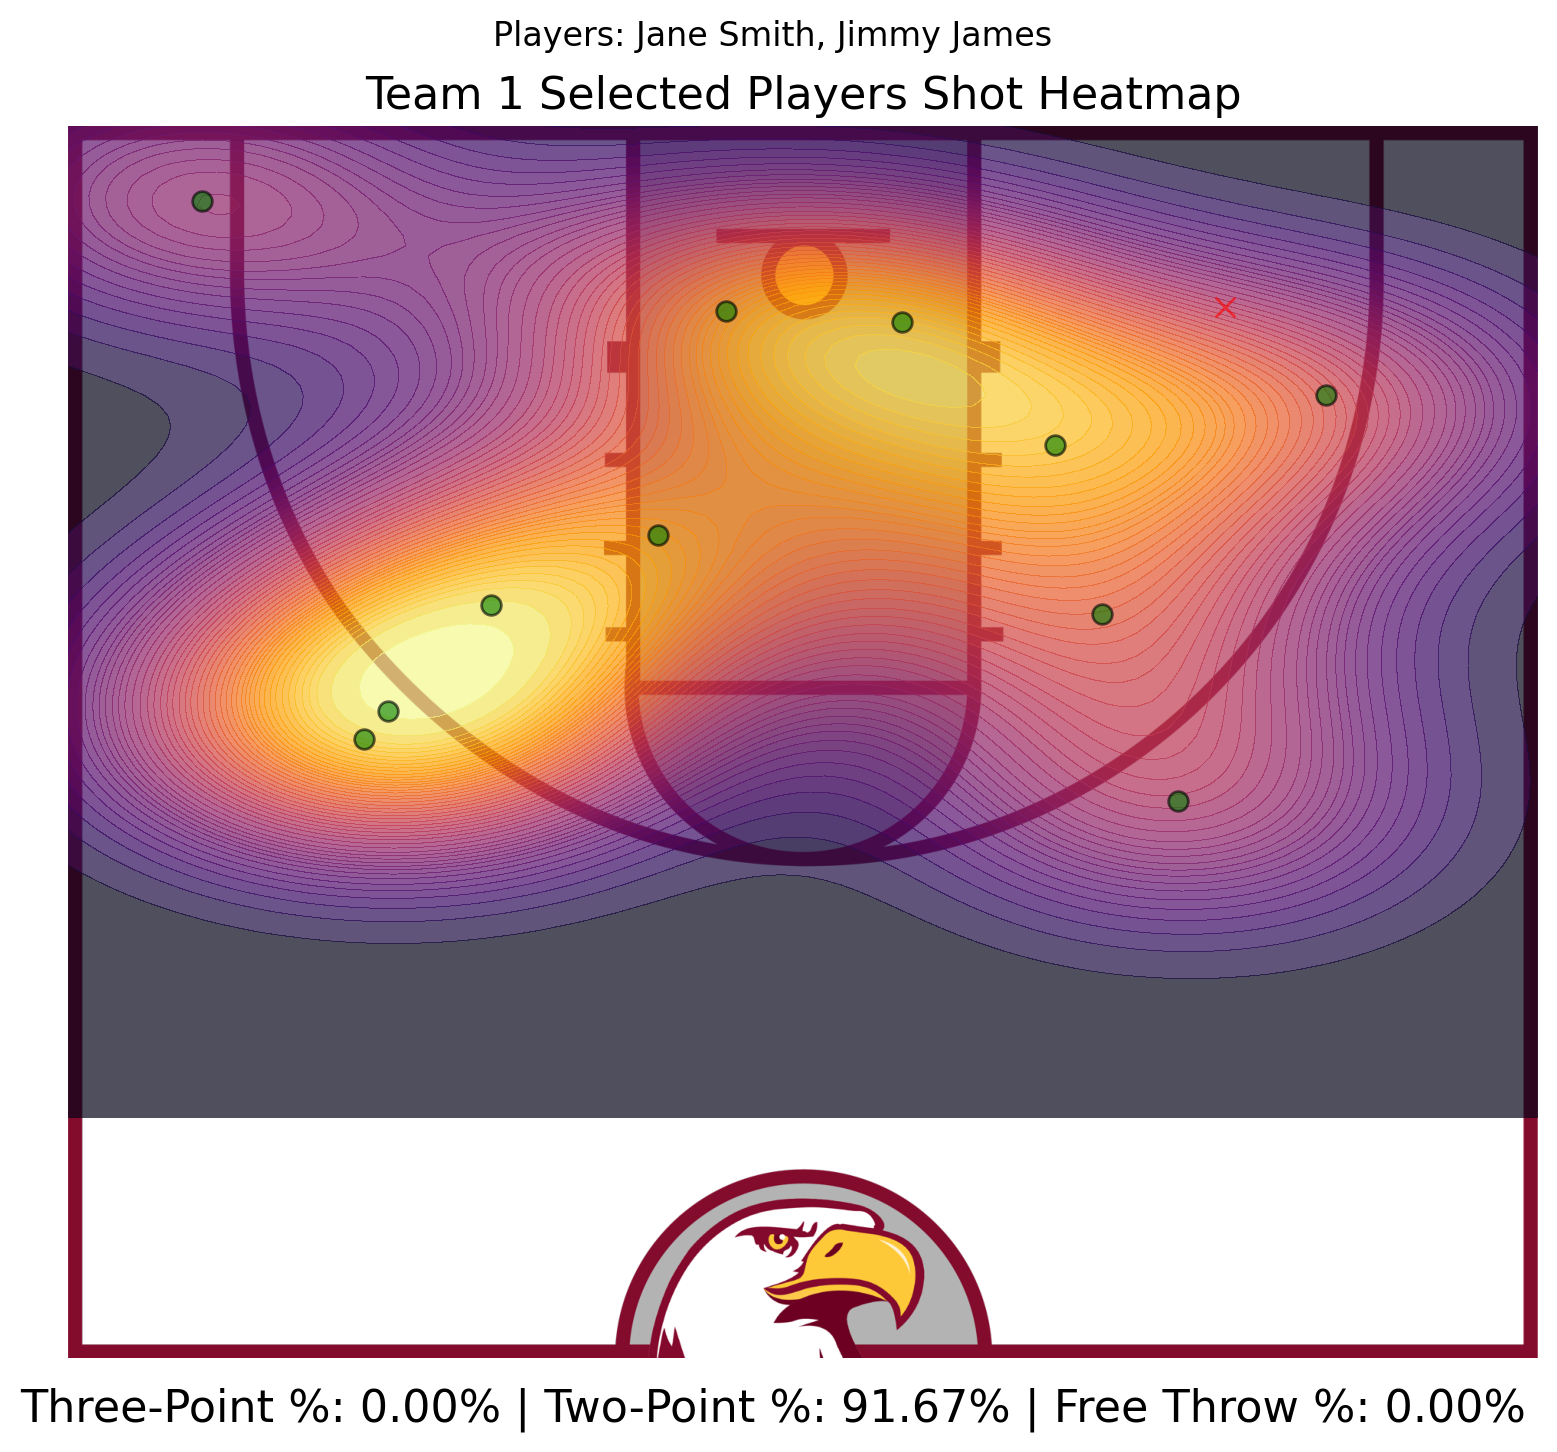 Players: Jane Smith, Jimmy James
Team 1 Selected Players Shot Heatmap
Three-Point %: 0.00% | Two-Point %: 91.67% | Free Throw %: 0.00%